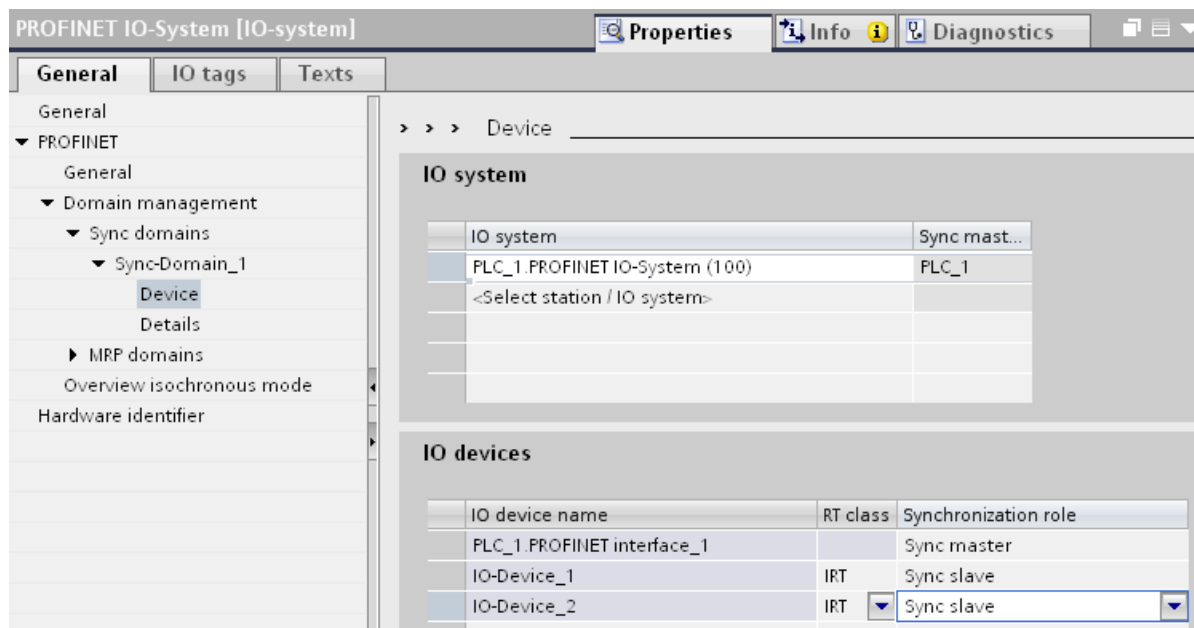 PROFINET IO-System [IO-system]
Properties
Info
Diagnostics
General
IO tags
Texts
General
PROFINET
General
Domain management
Sync domains
Sync-Domain_1
Device
Details
MRP domains
Overview isochronous mode
Hardware identifier
> > > Device
IO system
IO system Sync mast...
PLC_1.PROFINET IO-System (100) PLC_1
<Select station / IO system>
IO devices
IO device name RT class Synchronization role
PLC_1.PROFINET interface_1 Sync master
IO-Device_1 IRT Sync slave
IO-Device_2 IRT Sync slave